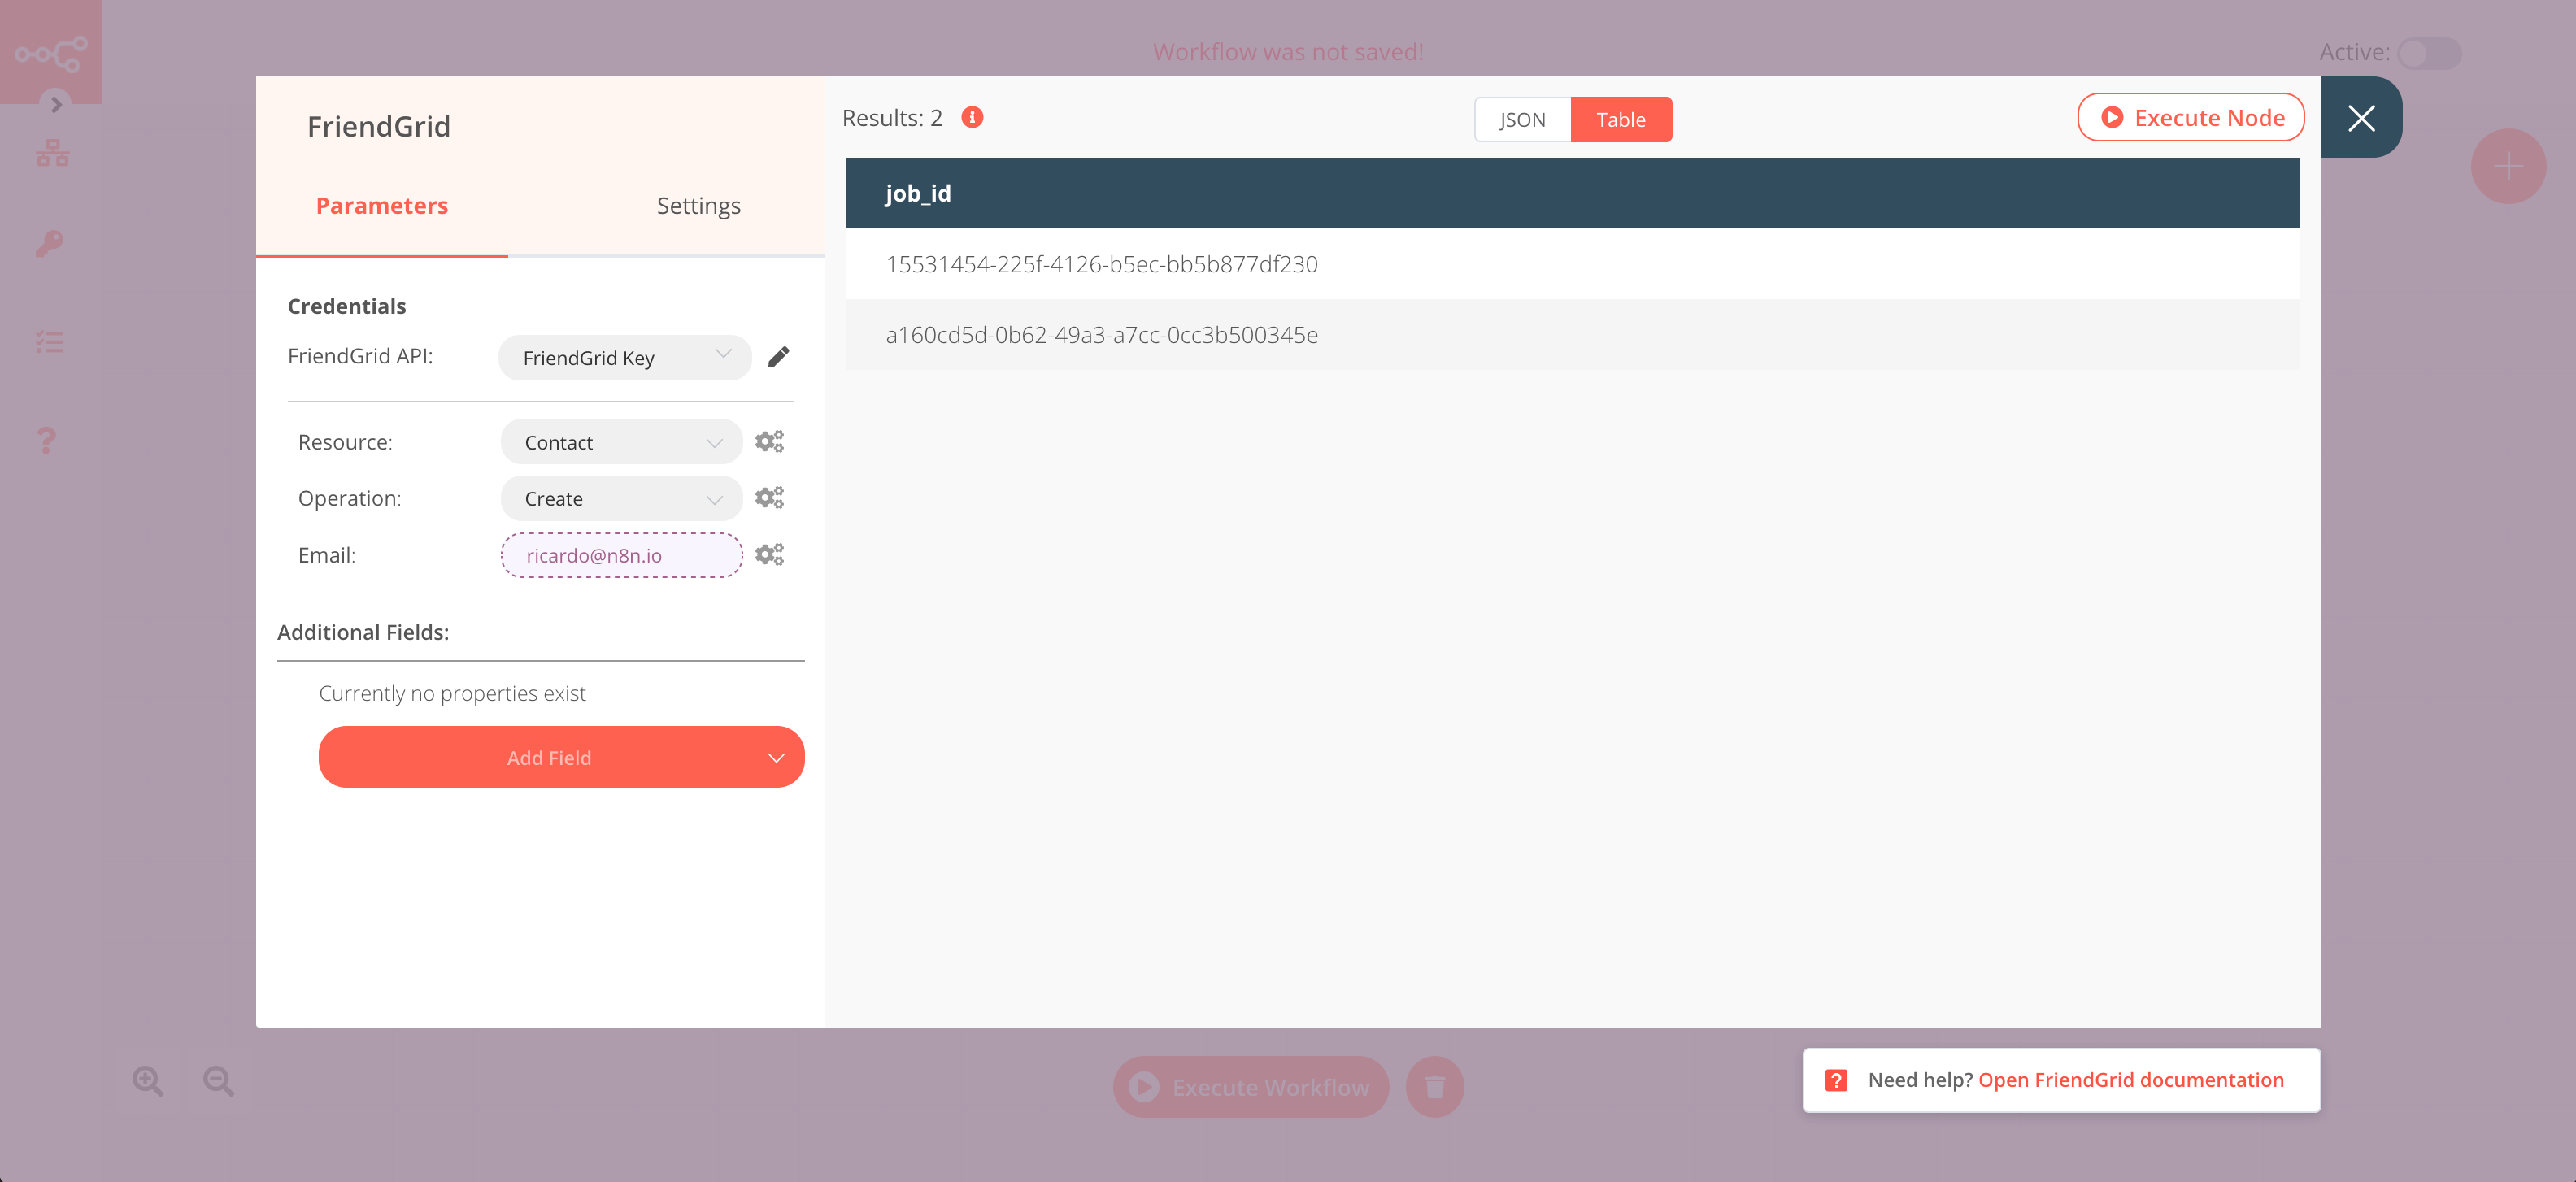 Workflow was not saved!
Active:
FriendGrid
Parameters
Settings
Credentials
FriendGrid API:
FriendGrid Key
Resource:
Contact
Operation:
Create
Email:
ricardo@n8n.io
Additional Fields:
Currently no properties exist
Add Field
Results: 2
JSON
Table
Execute Node
job_id
15531454-225f-4126-b5ec-bb5b877df230
a160cd5d-0b62-49a3-a7cc-0cc3b500345e
Execute Workflow
Need help? Open FriendGrid documentation